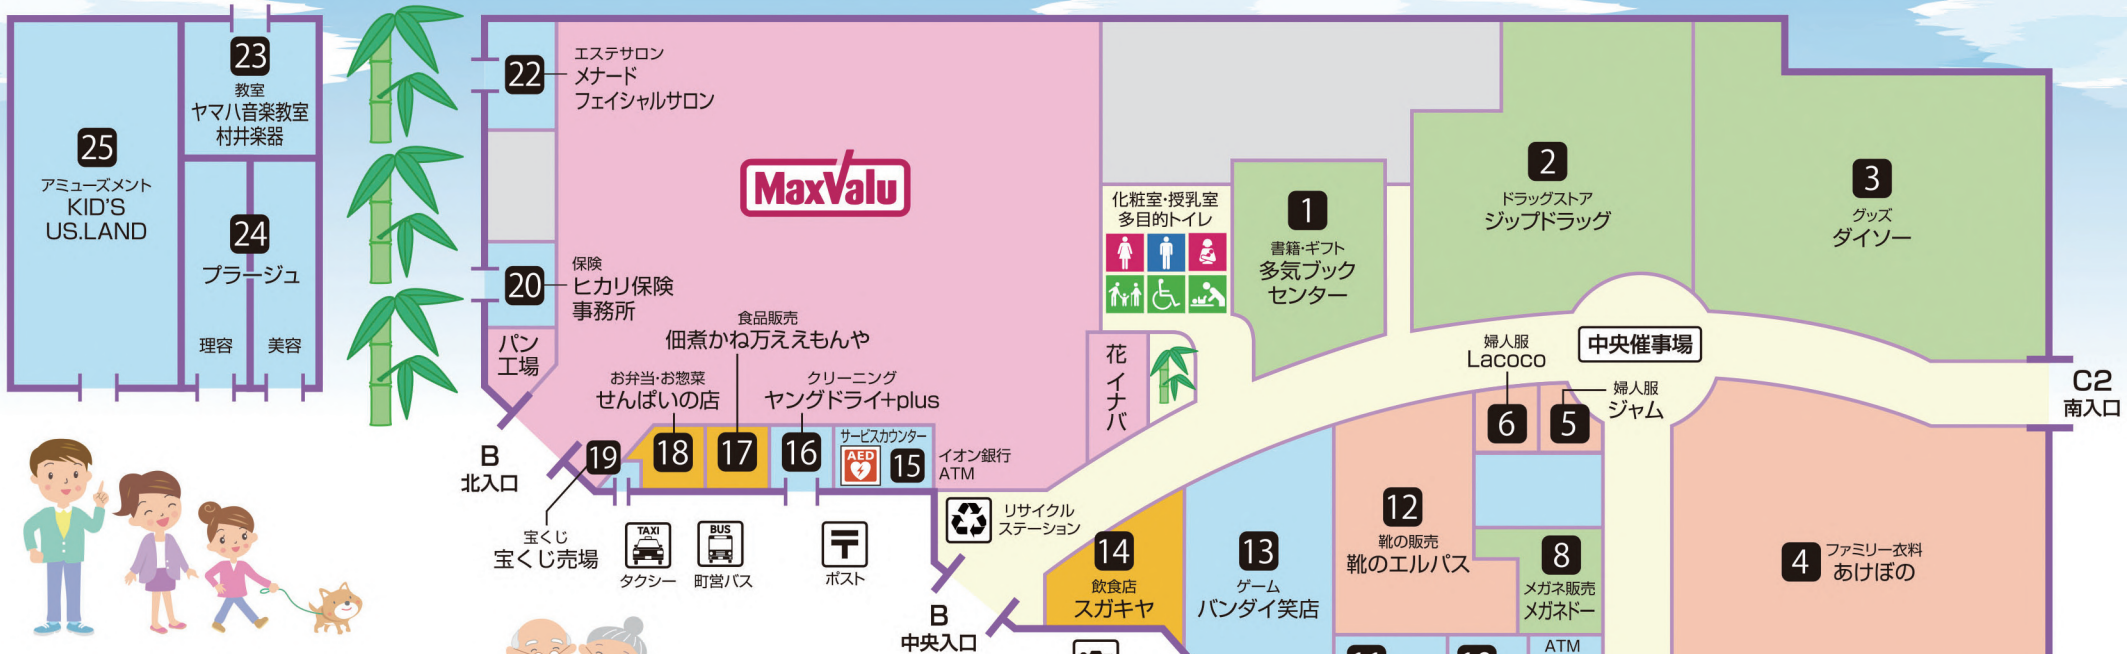 25
アミューズメント
KID'S
US.LAND
23
教室
ヤマハ音楽教室
村井楽器
24
プラージュ
理容
美容
22
エステサロン
メナード
フェイシャルサロン
20
保険
ヒカリ保険
事務所
パン
工場
MaxValu
食品販売
佃煮かね万ええもんや
お弁当・お惣菜
せんぱいの店
クリーニング
ヤングドライ+plus
19
18
17
16
サービスカウンター
AED
15
イオン銀行
ATM
B
北入口
宝くじ
宝くじ売場
TAXI
タクシー
BUS
町営バス
〒
ポスト
化粧室・授乳室
多目的トイレ
花 イナバ
1
書籍・ギフト
多気ブック
センター
2
ドラッグストア
ジップドラッグ
3
グッズ
ダイソー
中央催事場
婦人服
Lacoco
6
婦人服
ジャム
5
C2
南入口
リサイクル
ステーション
B
中央入口
14
飲食店
スガキヤ
13
ゲーム
バンダイ笑店
12
靴の販売
靴のエルパス
8
メガネ販売
メガネドー
4
ファミリー衣料
あけぼの
ATM